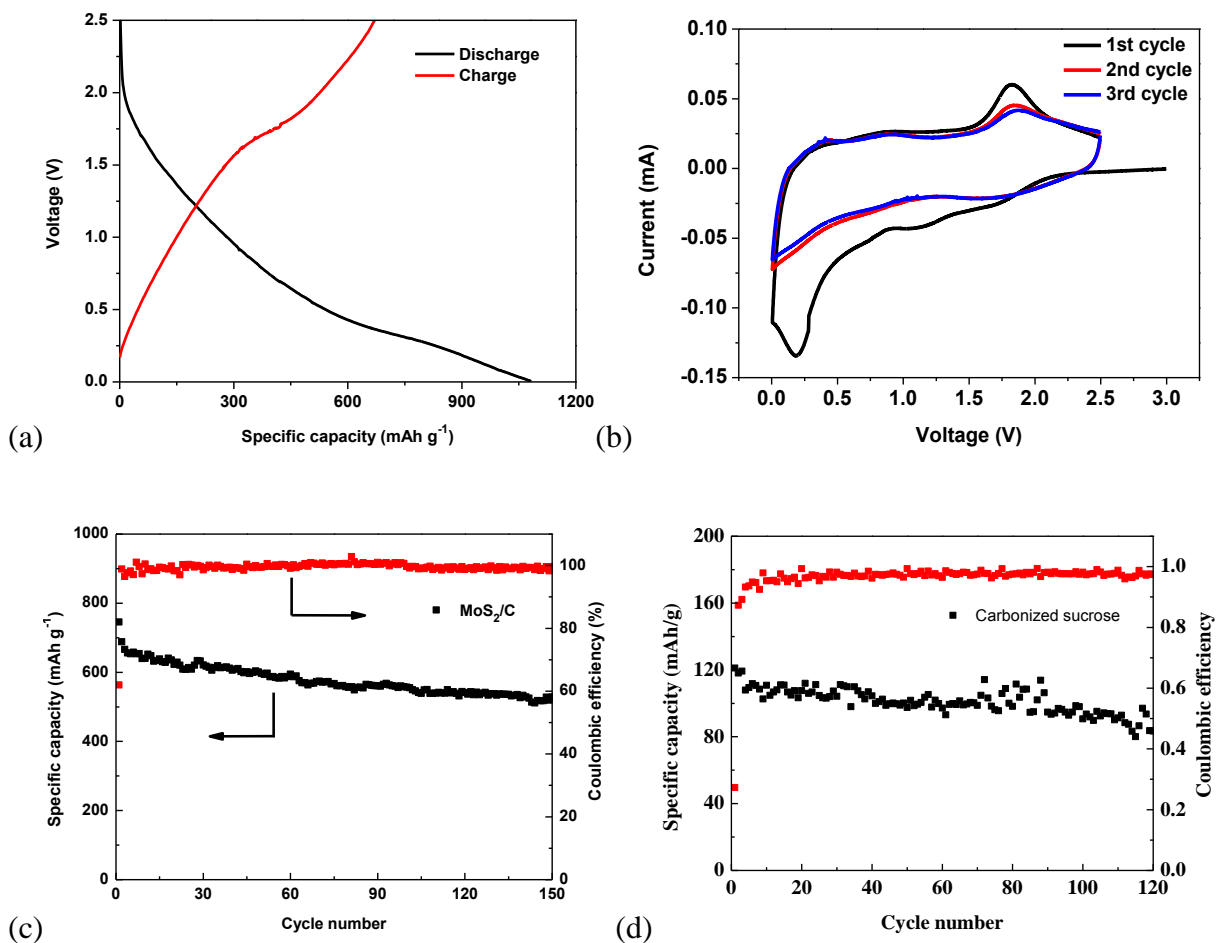 2.5
2.0
1.5
1.0
0.5
0.0
Voltage (V)
Discharge
Charge
0 300 600 900 1200
Specific capacity (mAh g⁻¹)
(a)
0.10
0.05
0.00
-0.05
-0.10
-0.15
Current (mA)
1st cycle
2nd cycle
3rd cycle
0.0 0.5 1.0 1.5 2.0 2.5 3.0
Voltage (V)
(b)
1000
800
600
400
200
0
Specific capacity (mAh g⁻¹)
MoS₂/C
100
80
60
40
20
0
Coulombic efficiency (%)
0 30 60 90 120 150
Cycle number
(c)
200
160
120
80
40
0
Specific capacity (mAh/g)
Carbonized sucrose
1.0
0.8
0.6
0.4
0.2
0.0
Coulombic efficiency
0 20 40 60 80 100 120
Cycle number
(d)